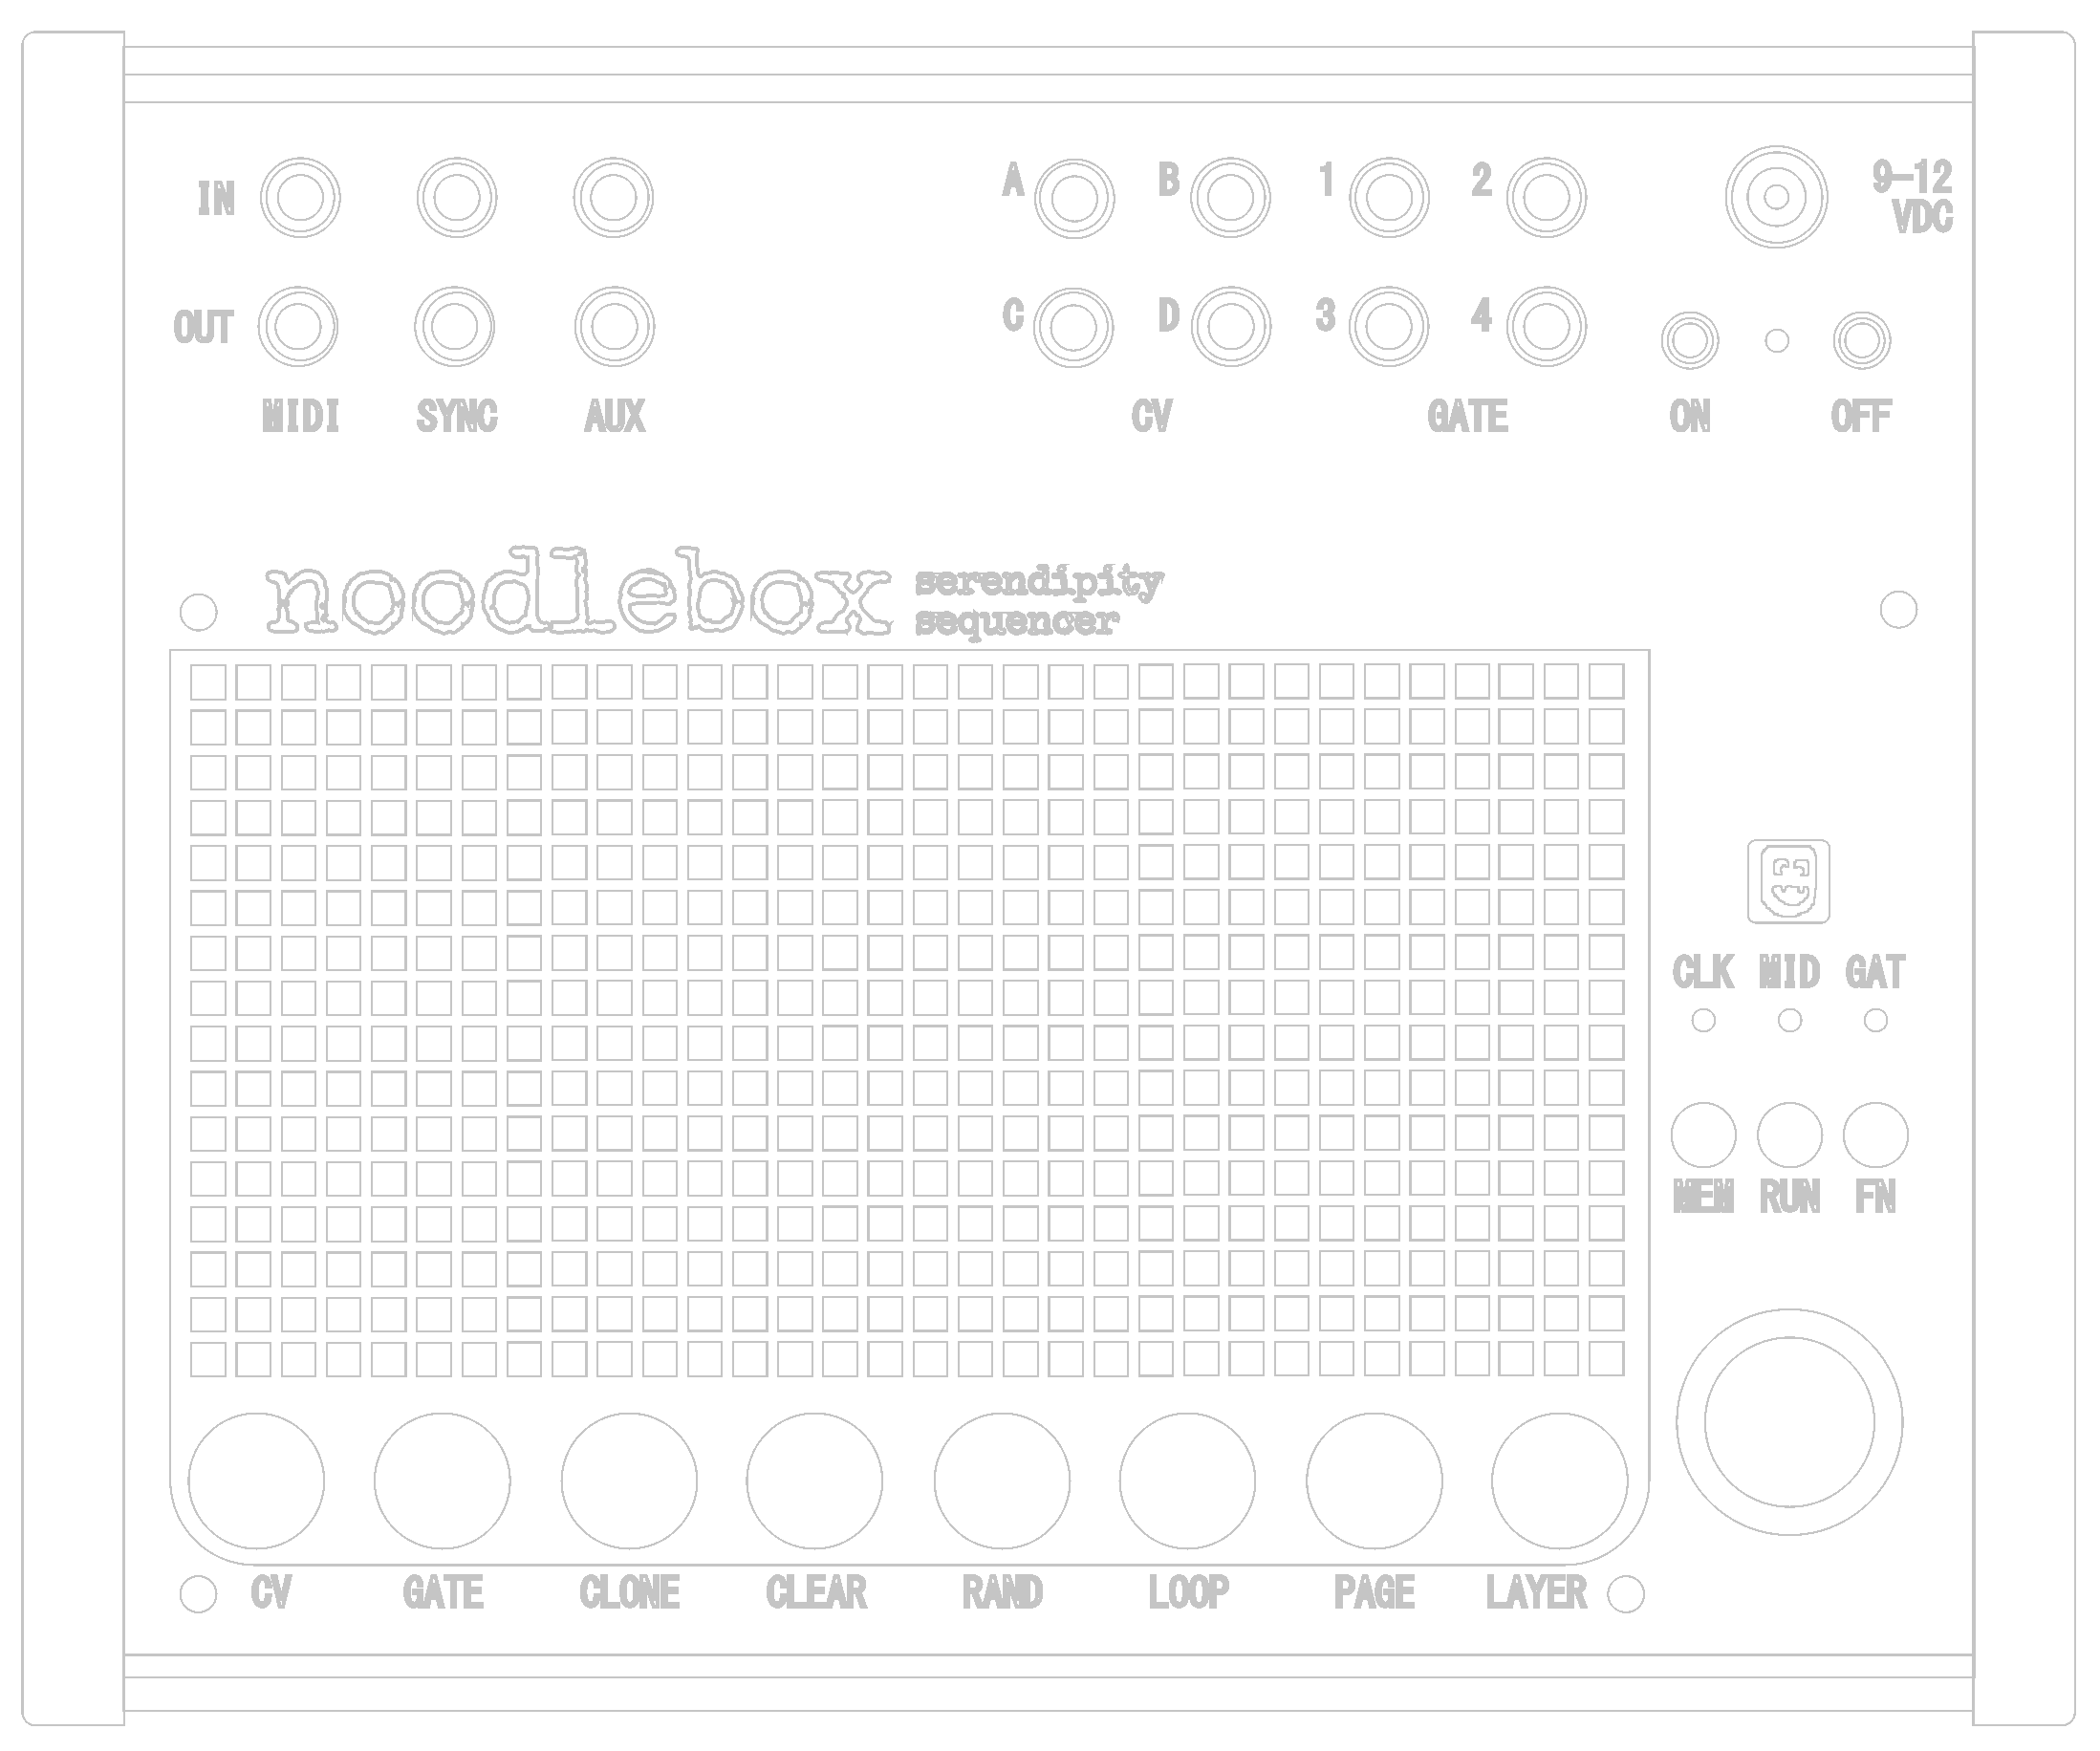 IN
A B 1 2
9-12
VDC
OUT
C D 3 4
MIDI SYNC AUX CV GATE ON OFF
noodlebox serendipity
sequencer
CLK MID GAT
MEM RUN FN
CV GATE CLONE CLEAR RAND LOOP PAGE LAYER